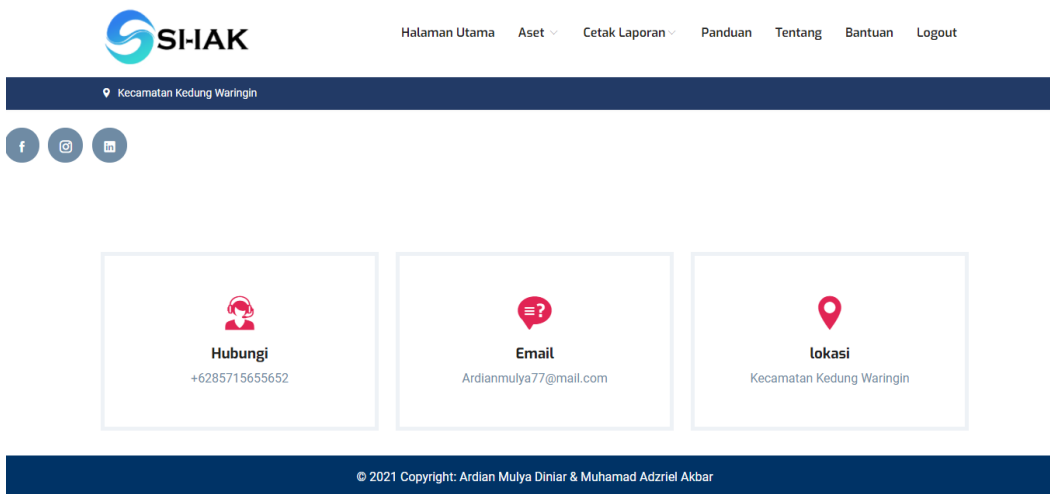 SI-IAK
Halaman Utama Aset Cetak Laporan Panduan Tentang Bantuan Logout
Kecamatan Kedung Waringin
Hubungi
+6285715655652
Email
Ardianmulya77@mail.com
lokasi
Kecamatan Kedung Waringin
© 2021 Copyright: Ardian Mulya Diniar & Muhamad Adzriel Akbar